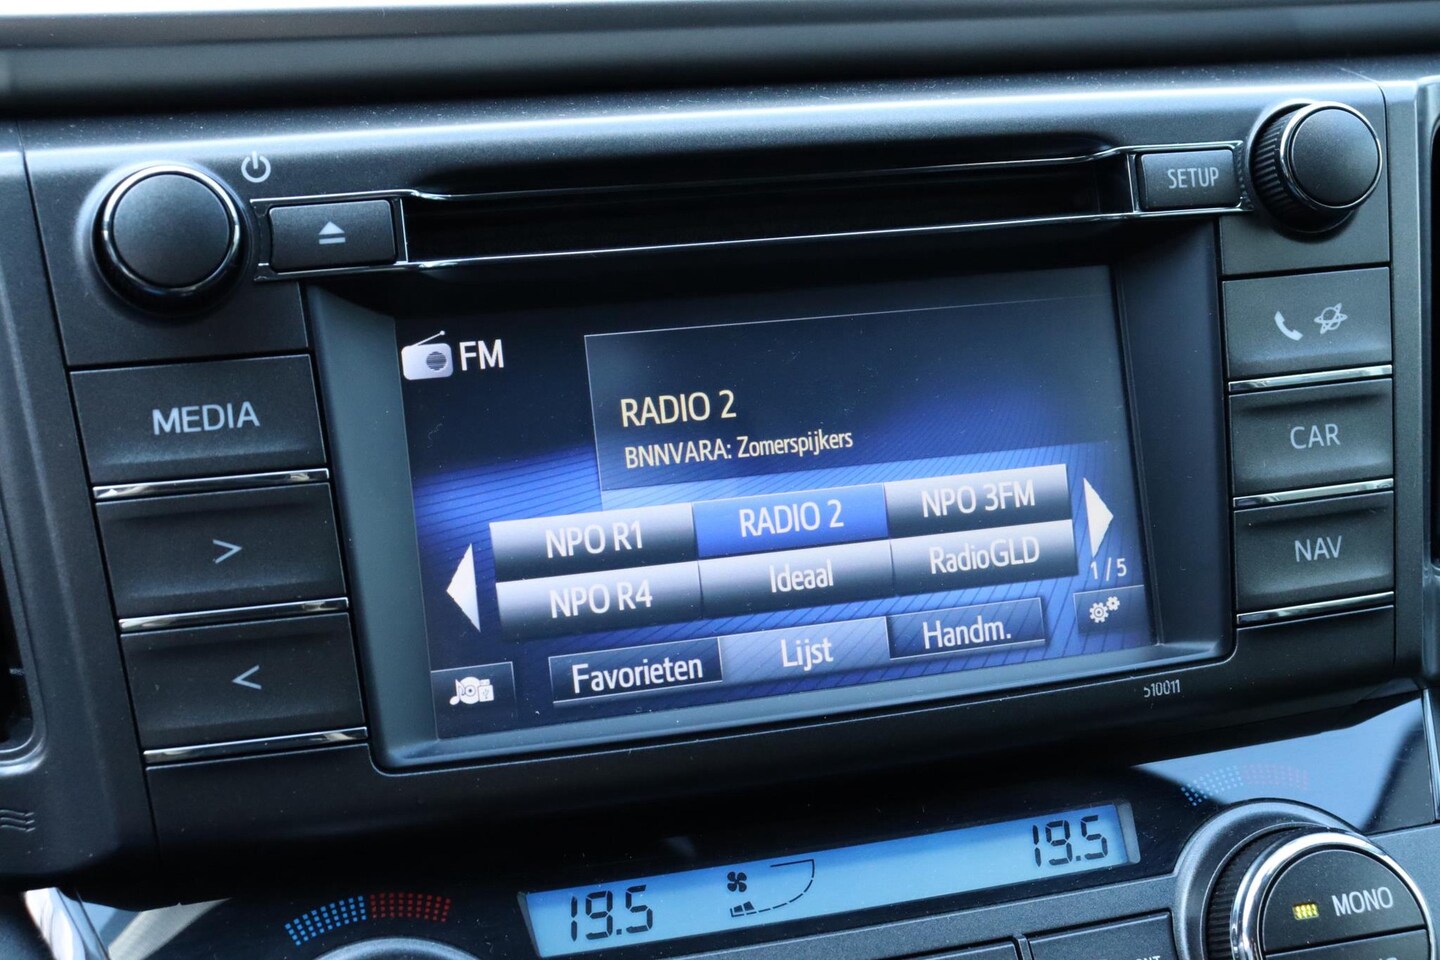 SETUP
MEDIA
>
<
FM
RADIO 2
BNNVARA: Zomerspijkers
NPO R1
RADIO 2
NPO 3FM
NPO R4
Ideaal
RadioGLD
1 / 5
Favorieten
Lijst
Handm.
CAR
NAV
510011
19.5
19.5
MONO